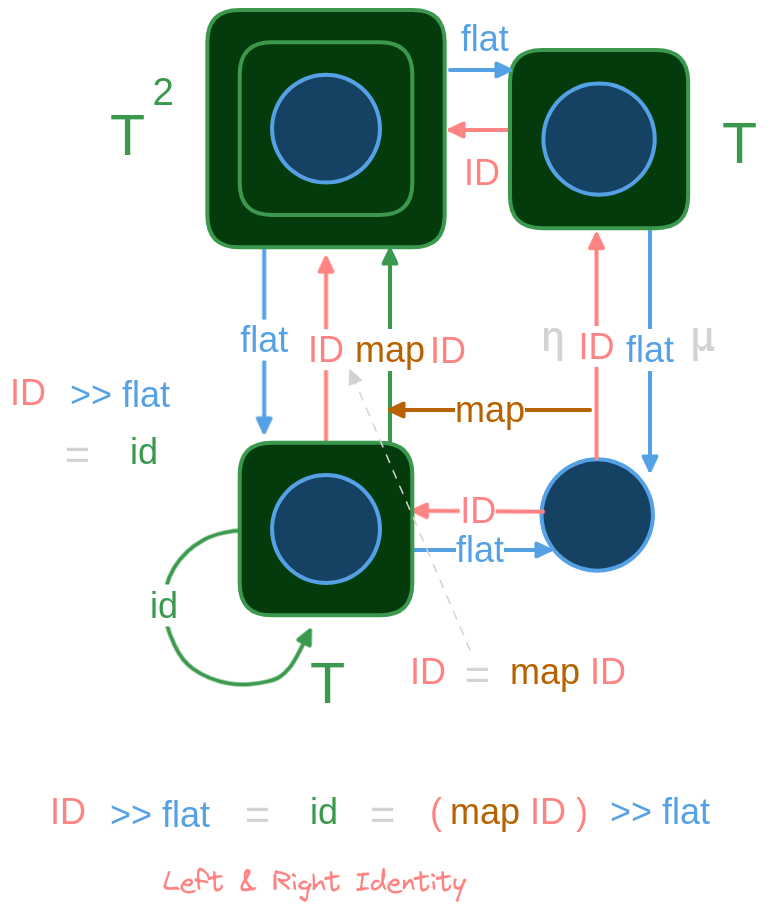 flat
T 2
T
ID
η ID flat μ
flat ID map ID
ID >> flat
map
= id
ID
flat
id
ID = map ID
T
ID >> flat = id = ( map ID ) >> flat
Left & Right Identity